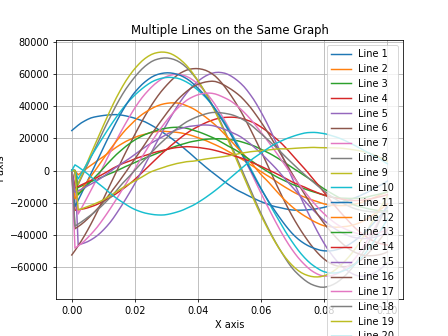 Multiple Lines on the Same Graph
80000
60000
40000
20000
0
−20000
−40000
−60000
0.00
0.02
0.04
0.06
X axis
axis
Line 1
Line 2
Line 3
Line 4
Line 5
Line 6
Line 7
Line 8
Line 9
Line 10
Line 11
Line 12
Line 13
Line 14
Line 15
Line 16
Line 17
Line 18
Line 19
Line 20